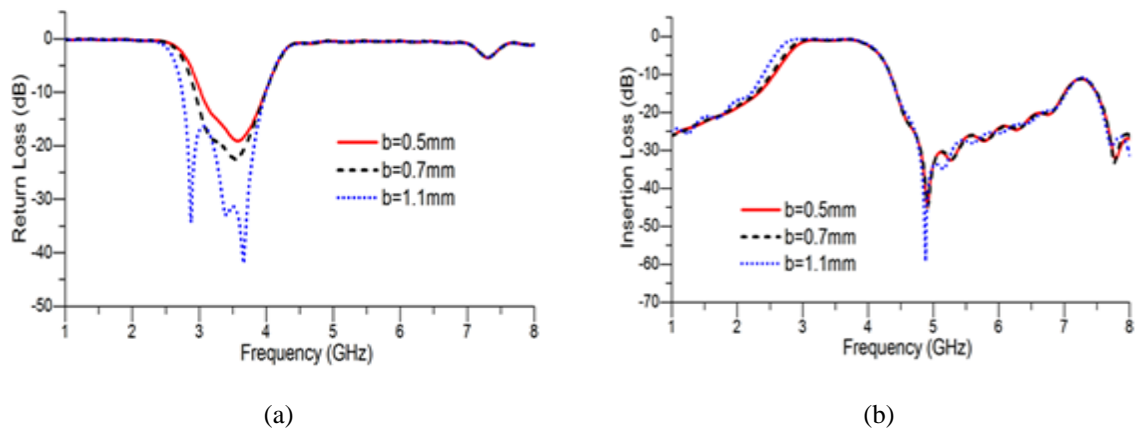 0
-10
-20
-30
-40
-50
Return Loss (dB)
b=0.5mm
b=0.7mm
b=1.1mm
1 2 3 4 5 6 7 8
Frequency (GHz)
(a)
0
-10
-20
-30
-40
-50
-60
-70
Insertion Loss (dB)
b=0.5mm
b=0.7mm
b=1.1mm
1 2 3 4 5 6 7 8
Frequency (GHz)
(b)